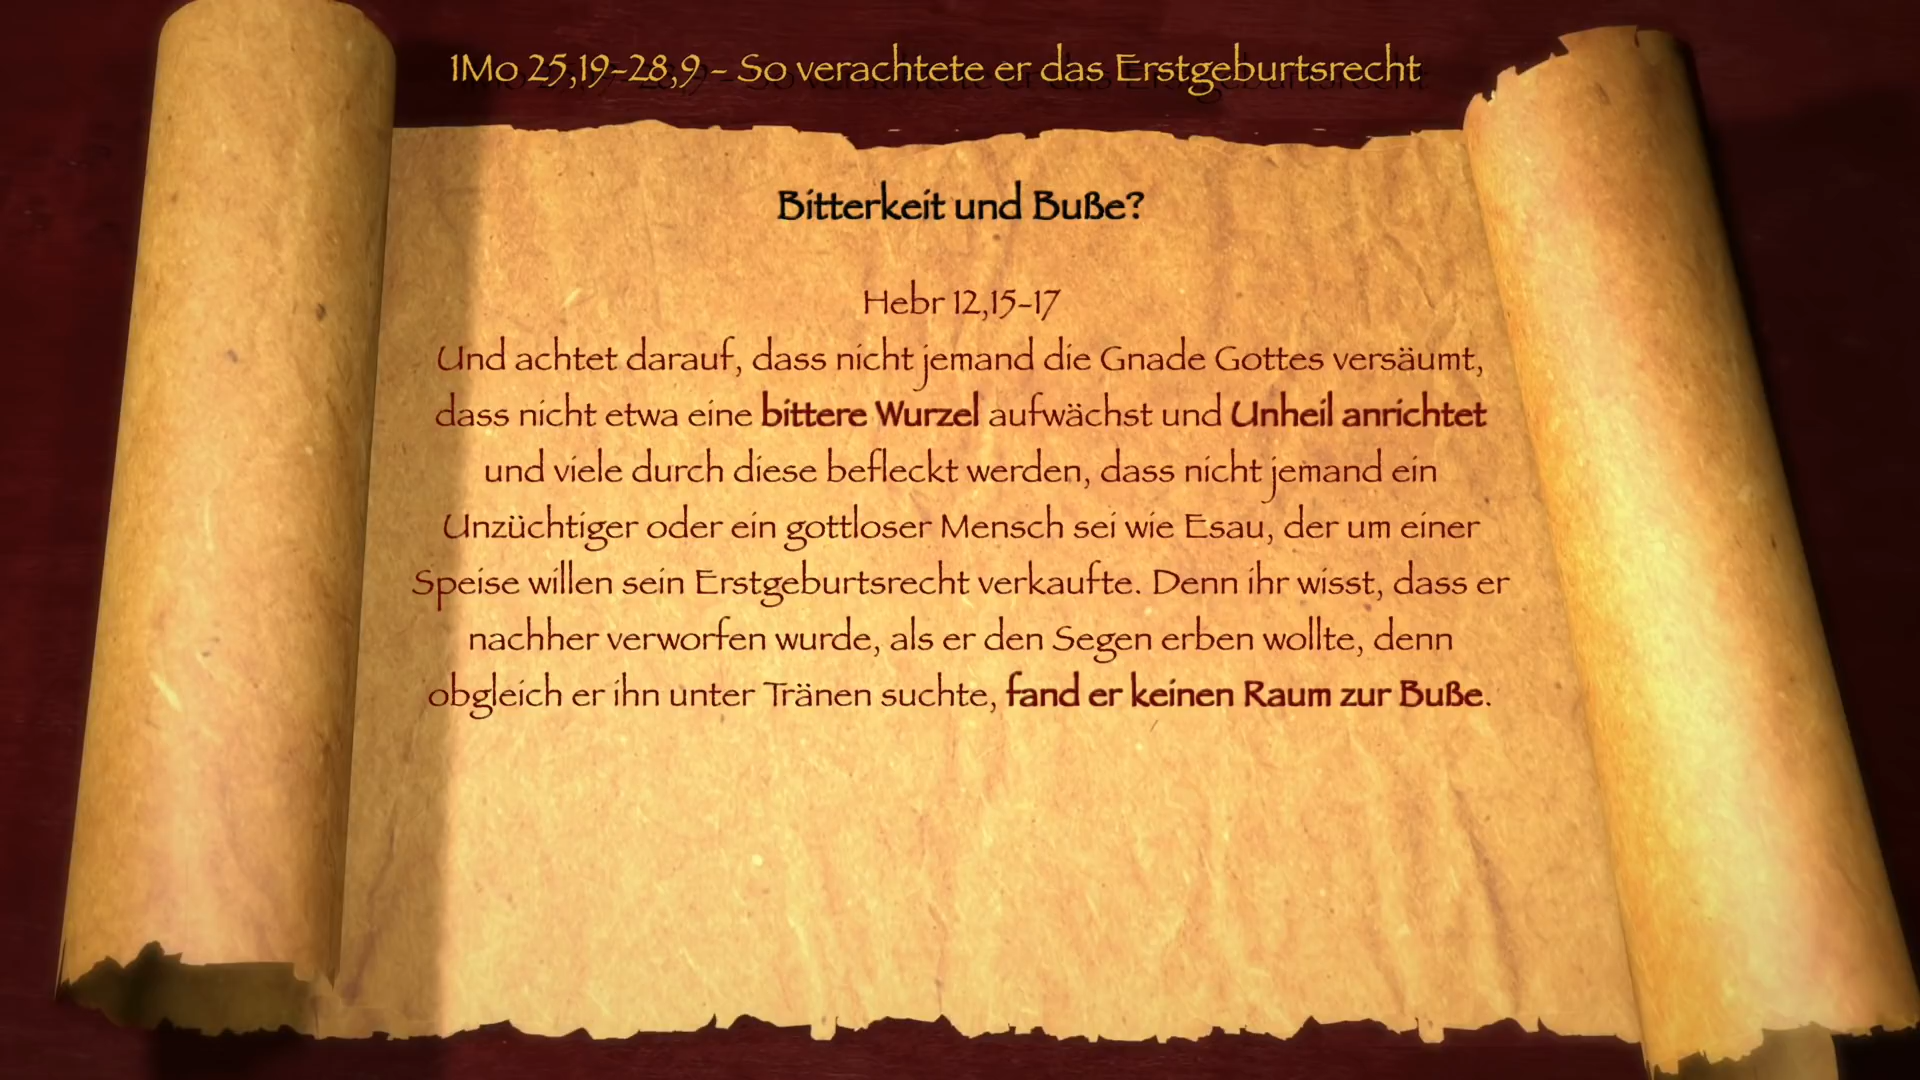 1Mo 25,19-28,9 - So verachtete er das Erstgeburtsrecht
Bitterkeit und Buße?
Hebr 12,15-17
Und achtet darauf, dass nicht jemand die Gnade Gottes versäumt,
dass nicht etwa eine bittere Wurzel aufwächst und Unheil anrichtet
und viele durch diese befleckt werden, dass nicht jemand ein
Unzüchtiger oder ein gottloser Mensch sei wie Esau, der um einer
Speise willen sein Erstgeburtsrecht verkaufte. Denn ihr wisst, dass er
nachher verworfen wurde, als er den Segen erben wollte, denn
obgleich er ihn unter Tränen suchte, fand er keinen Raum zur Buße.